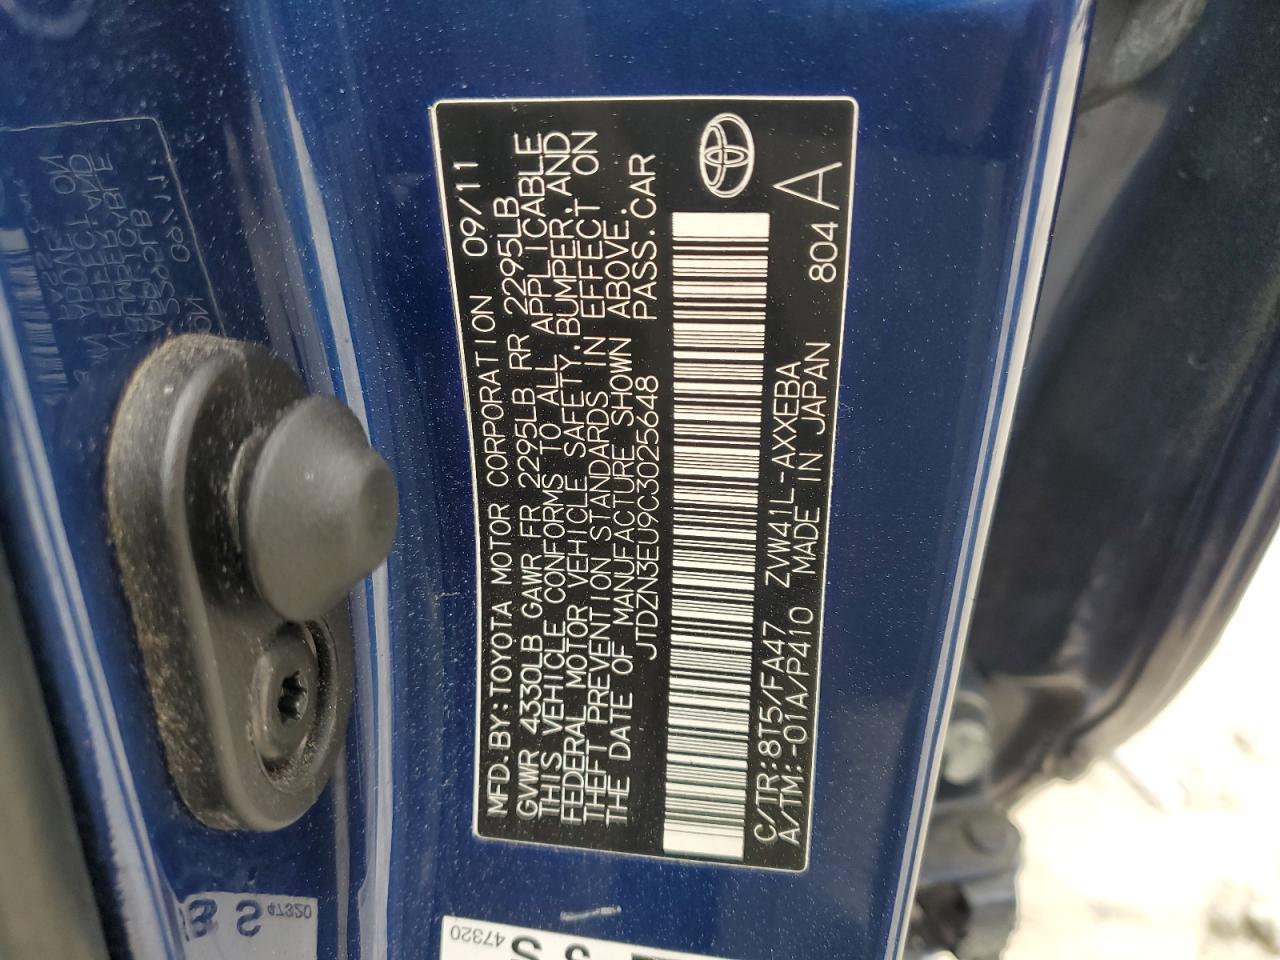 MFD.BY:TOYOTA MOTOR CORPORATION 09/11
GVWR 4330LB GAWR FR 2295LB RR 2295LB
THIS VEHICLE CONFORMS TO ALL APPLICABLE
FEDERAL MOTOR VEHICLE SAFETY,BUMPER,AND
THEFT PREVENTION STANDARDS IN EFFECT ON
THE DATE OF MANUFACTURE SHOWN ABOVE.
JTDZN3EU9C3025648 PASS.CAR
C/TR:8T5/FA47 ZVW41L-AXXEBA
A/TM:-01A/P410 MADE IN JAPAN 804 A
47320
47320